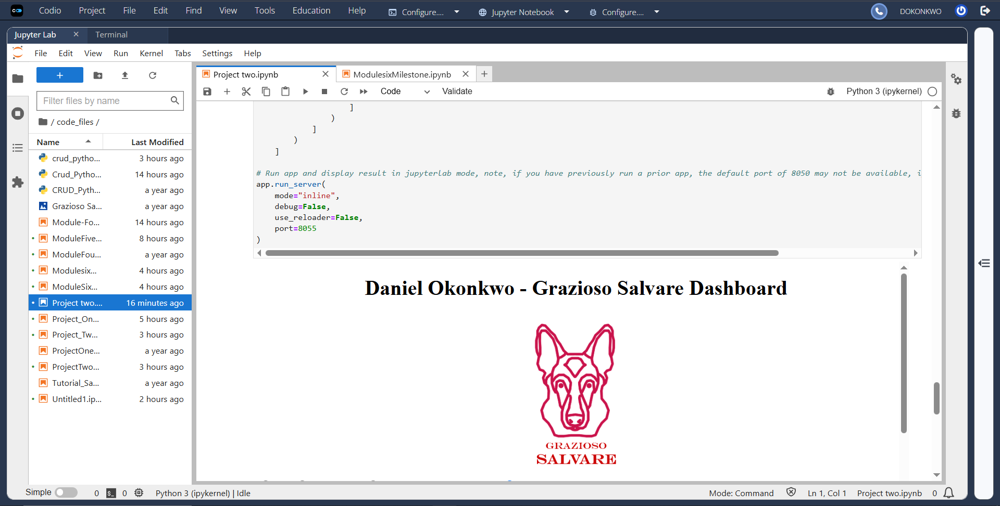 Codio Project File Edit Find View Tools Education Help Configure.... Jupyter Notebook Configure.... DOKONKWO
Jupyter Lab Terminal
File Edit View Run Kernel Tabs Settings Help
Project two.ipynb ModulesixMilestone.ipynb
Code Validate Python 3 (ipykernel)
Filter files by name
/ code_files /
Name Last Modified
crud_pytho... 3 hours ago
Crud_Pytho... 14 hours ago
CRUD_Pyth... a year ago
Grazioso Sa... a year ago
Module-Fo... 14 hours ago
ModuleFive... 8 hours ago
ModuleFou... a year ago
Modulesix... 4 hours ago
ModuleSix... 4 hours ago
Project two.... 16 minutes ago
Project_On... 5 hours ago
Project_Tw... 3 hours ago
ProjectOne... a year ago
ProjectTwo... 3 hours ago
Tutorial_Sa... a year ago
Untitled1.ip... 2 hours ago
]
)
]
)
]
# Run app and display result in jupyterlab mode, note, if you have previously run a prior app, the default port of 8050 may not be available, i
app.run_server(
mode="inline",
debug=False,
use_reloader=False,
port=8055
)
Daniel Okonkwo - Grazioso Salvare Dashboard
GRAZIOSO
SALVARE
Simple 0 $_ 0 Python 3 (ipykernel) | Idle Mode: Command Ln 1, Col 1 Project two.ipynb 0